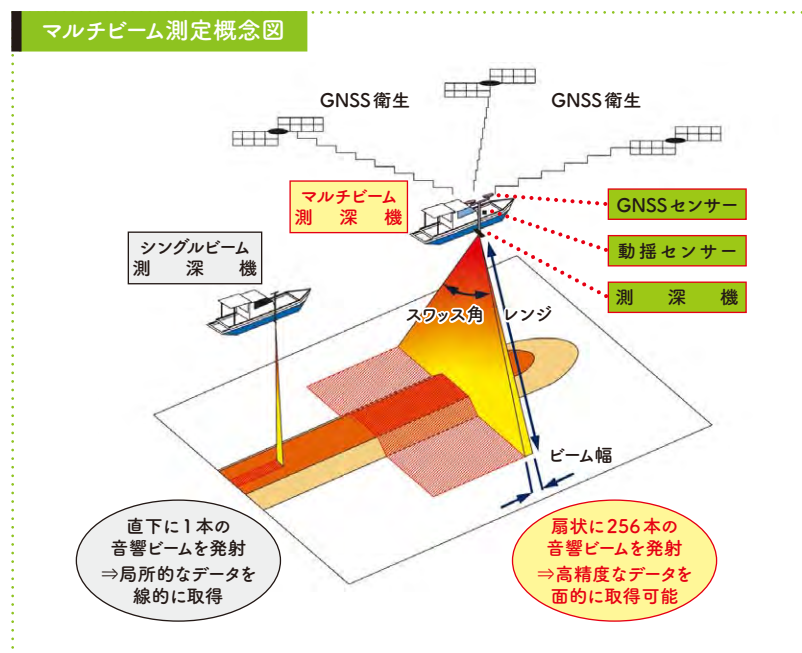 マルチビーム測定概念図
GNSS衛生
GNSS衛生
マルチビーム
測深機
GNSSセンサー
動揺センサー
測深機
シングルビーム
測深機
スワッス角
レンジ
ビーム幅
直下に1本の
音響ビームを発射
⇒局所的なデータを
線的に取得
扇状に256本の
音響ビームを発射
⇒高精度なデータを
面的に取得可能